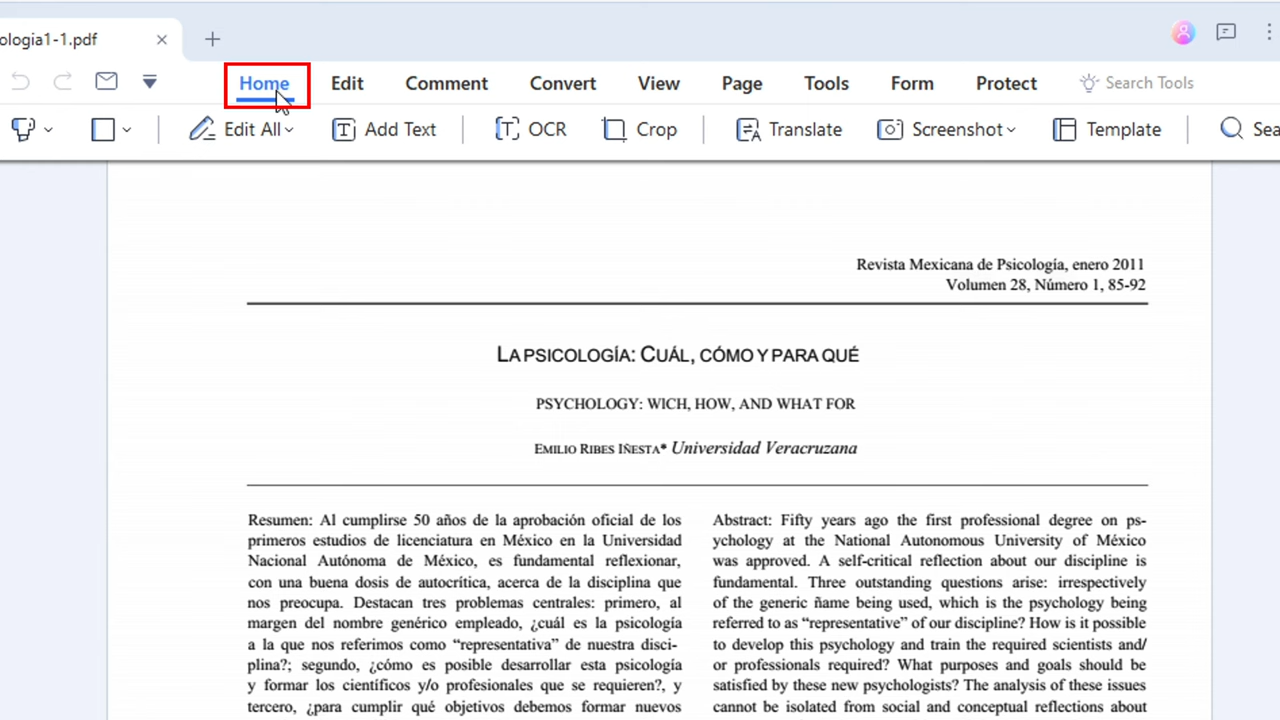 ologia1-1.pdf
Home Edit Comment Convert View Page Tools Form Protect Search Tools
Edit All Add Text OCR Crop Translate Screenshot Template
Revista Mexicana de Psicología, enero 2011
Volumen 28, Número 1, 85-92
LA PSICOLOGÍA: CUÁL, CÓMO Y PARA QUÉ
PSYCHOLOGY: WICH, HOW, AND WHAT FOR
EMILIO RIBES IÑESTA* Universidad Veracruzana
Resumen: Al cumplirse 50 años de la aprobación oficial de los
primeros estudios de licenciatura en México en la Universidad
Nacional Autónoma de México, es fundamental reflexionar,
con una buena dosis de autocrítica, acerca de la disciplina que
nos preocupa. Destacan tres problemas centrales: primero, al
margen del nombre genérico empleado, ¿cuál es la psicología
a la que nos referimos como “representativa” de nuestra disci-
plina?; segundo, ¿cómo es posible desarrollar esta psicología
y formar los científicos y/o profesionales que se requieren?, y
tercero, ¿para cumplir qué objetivos debemos formar nuevos
Abstract: Fifty years ago the first professional degree on ps-
ychology at the National Autonomous University of México
was approved. A self-critical reflection about our discipline is
fundamental. Three outstanding questions arise: irrespectively
of the generic ñame being used, which is the psychology being
referred to as “representative” of our discipline? How is it possible
to develop this psychology and train the required scientists and/
or professionals required? What purposes and goals should be
satisfied by these new psychologists? The analysis of these issues
cannot be isolated from social and conceptual reflections about